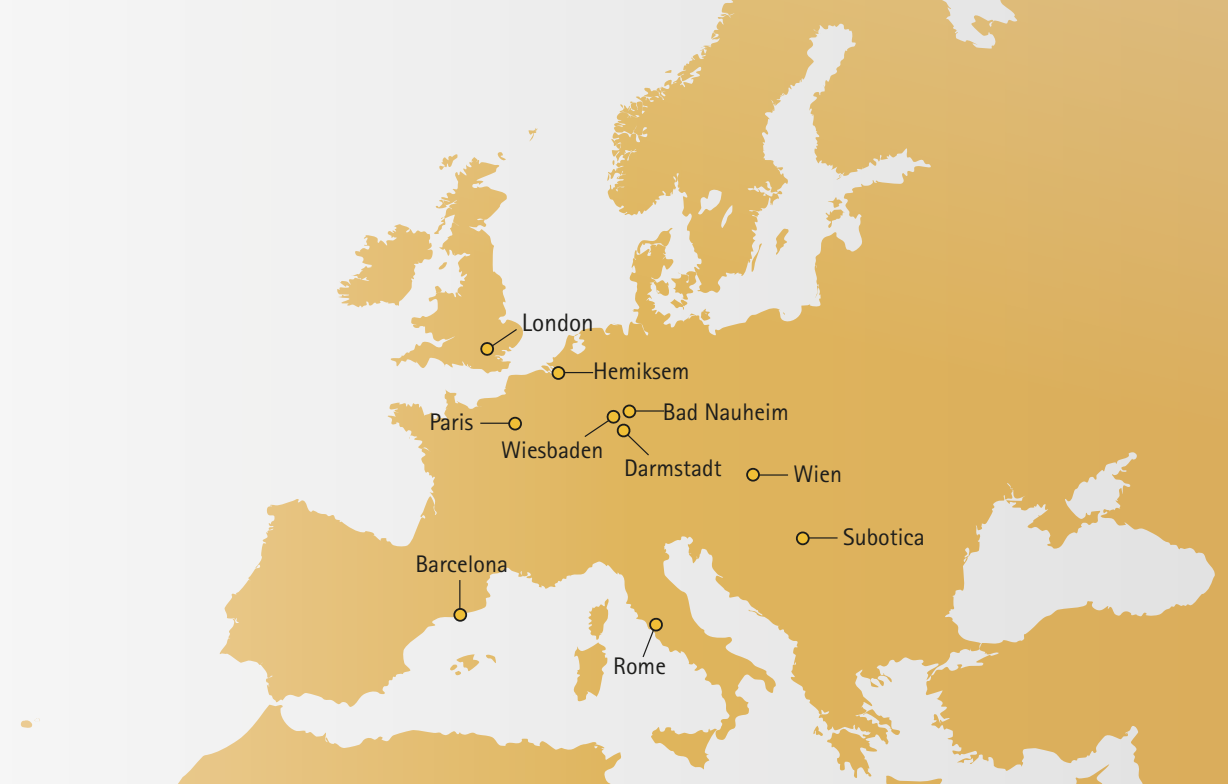 London
Hemiksem
Bad Nauheim
Paris
Wiesbaden
Darmstadt
Wien
Subotica
Barcelona
Rome